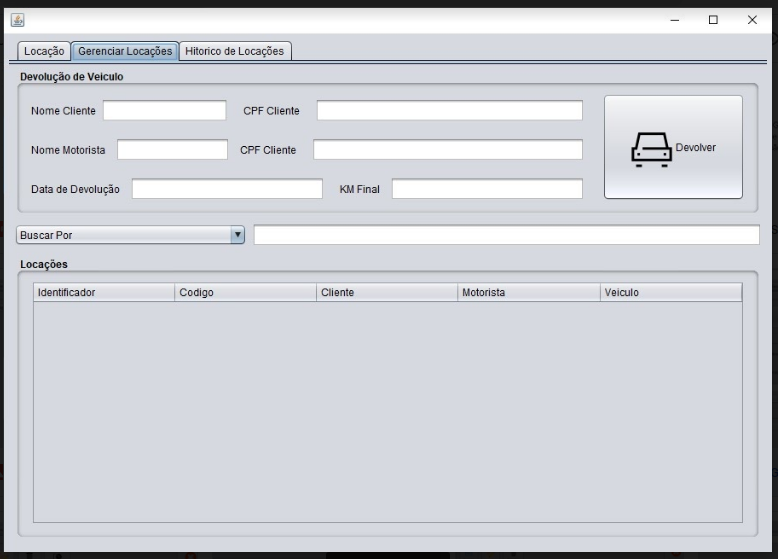 Locação Gerenciar Locações Hitorico de Locações
Devolução de Veiculo
Nome Cliente CPF Cliente
Nome Motorista CPF Cliente
Devolver
Data de Devolução KM Final
Buscar Por
Locações
Identificador Codigo Cliente Motorista Veiculo